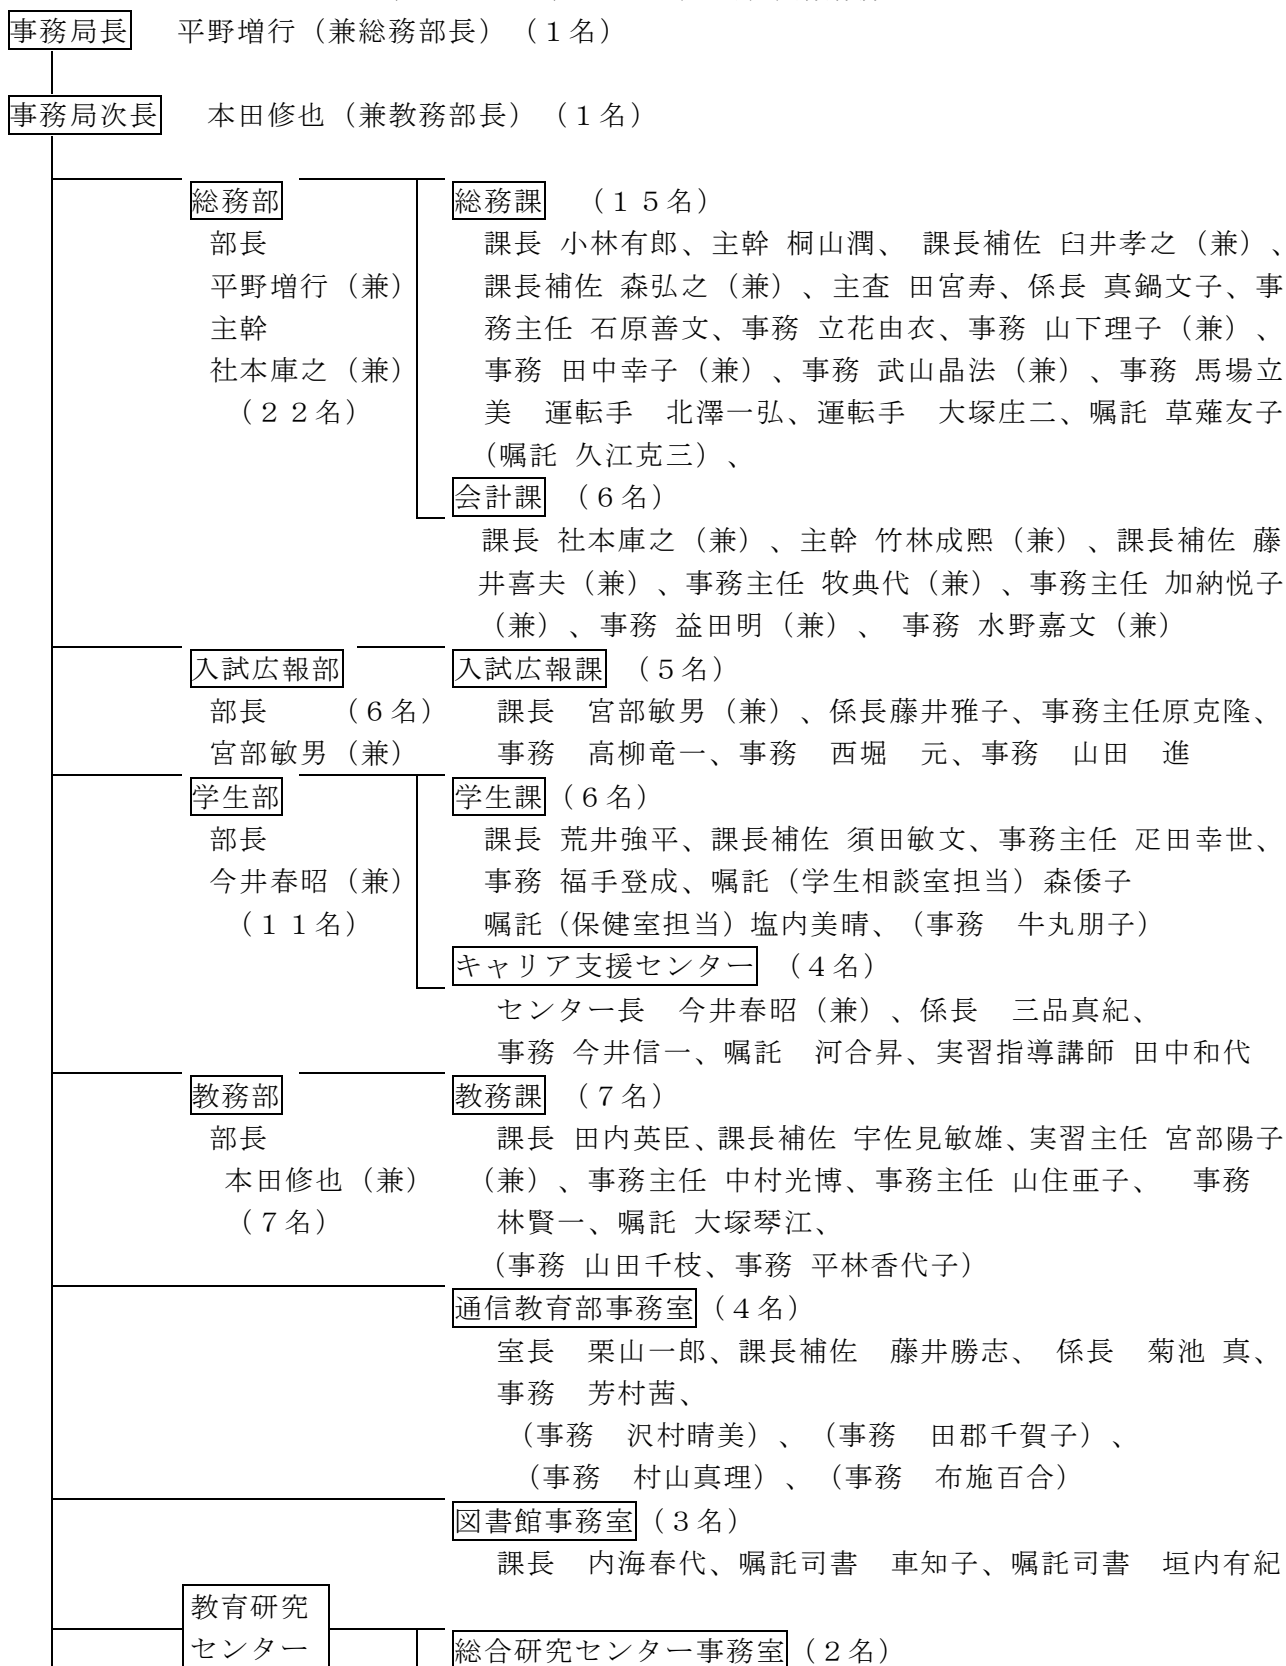 事務局長　平野増行（兼総務部長）（１名）
事務局次長　本田修也（兼教務部長）（１名）
総務部
部長
平野増行（兼）
主幹
社本庫之（兼）
（２２名）
総務課　（１５名）
課長 小林有郎、主幹 桐山潤、 課長補佐 臼井孝之（兼）、
課長補佐 森弘之（兼）、主査 田宮寿、係長 真鍋文子、事
務主任 石原善文、事務 立花由衣、事務 山下理子（兼）、
事務 田中幸子（兼）、事務 武山晶法（兼）、事務 馬場立
美　運転手　北澤一弘、運転手　大塚庄二、嘱託 草薙友子
（嘱託 久江克三）、
会計課　（６名）
課長 社本庫之（兼）、主幹 竹林成熙（兼）、課長補佐 藤
井喜夫（兼）、事務主任 牧典代（兼）、事務主任 加納悦子
（兼）、事務 益田明（兼）、 事務 水野嘉文（兼）
入試広報部
部長　　（６名）
宮部敏男（兼）
入試広報課　（５名）
課長　宮部敏男（兼）、係長藤井雅子、事務主任原克隆、
事務　高柳竜一、事務　西堀　元、事務　山田　進
学生部
部長
今井春昭（兼）
（１１名）
学生課（６名）
課長 荒井強平、課長補佐 須田敏文、事務主任 疋田幸世、
事務 福手登成、嘱託（学生相談室担当）森倭子
嘱託（保健室担当）塩内美晴、（事務　牛丸朋子）
キャリア支援センター　（４名）
センター長　今井春昭（兼）、係長　三品真紀、
事務 今井信一、嘱託　河合昇、実習指導講師 田中和代
教務部
部長
本田修也（兼）
（７名）
教務課　（７名）
課長 田内英臣、課長補佐 宇佐見敏雄、実習主任 宮部陽子
（兼）、事務主任 中村光博、事務主任 山住亜子、　事務
林賢一、嘱託 大塚琴江、
（事務 山田千枝、事務 平林香代子）
通信教育部事務室（４名）
室長　栗山一郎、課長補佐　藤井勝志、 係長　菊池 真、
事務　芳村茜、
（事務　沢村晴美）、（事務　田郡千賀子）、
（事務　村山真理）、（事務　布施百合）
図書館事務室（３名）
課長　内海春代、嘱託司書　車知子、嘱託司書　垣内有紀
教育研究
センター
総合研究センター事務室（２名）